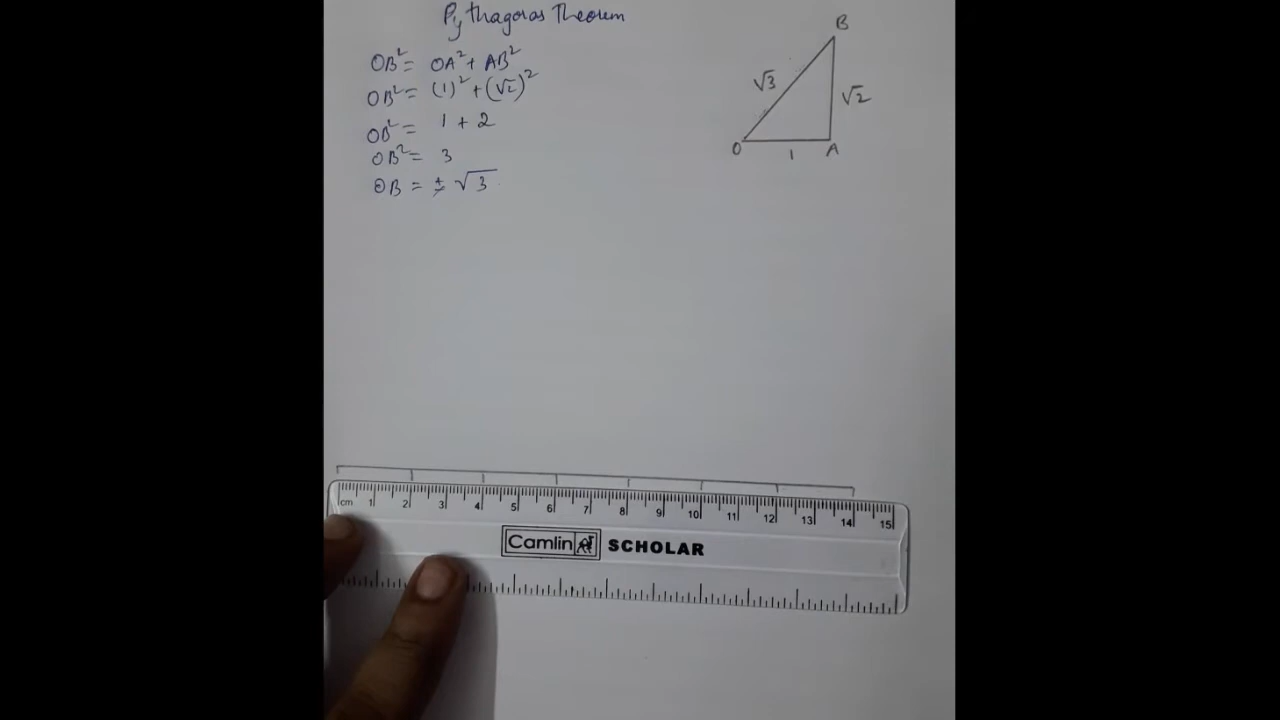 Pythagoras Theorem
OB² = OA² + AB²
OB² = (1)² + (√2)²
OB² = 1 + 2
OB² = 3
OB = ± √3
B
√3
√2
O
1
A
cm 1 2 3 4 5 6 7 8 9 10 11 12 13 14 15
Camlin SCHOLAR